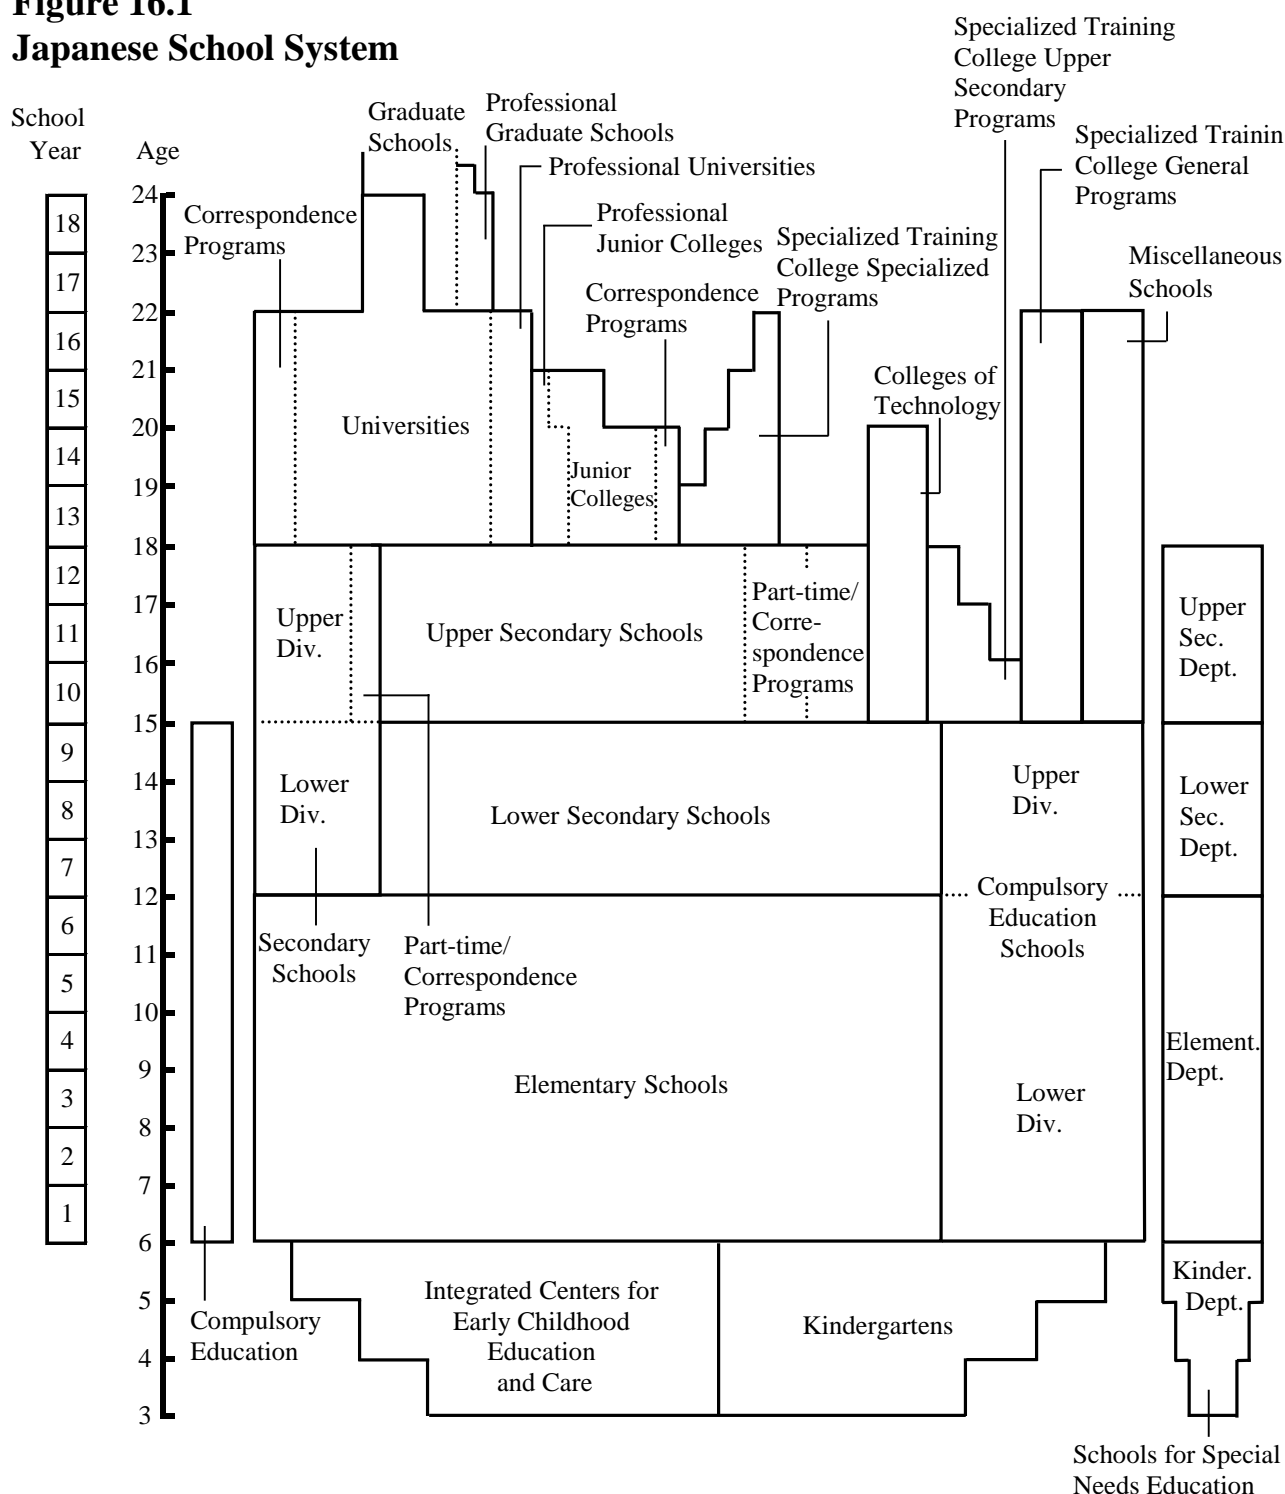 Figure 16.1
Japanese School System
School
Year
Age
Graduate
Schools
Professional
Graduate Schools
Professional Universities
Specialized Training
College Upper
Secondary
Programs
Specialized Trainin
College General
Programs
Correspondence
Programs
Professional
Junior Colleges
Correspondence
Programs
Specialized Training
College Specialized
Programs
Miscellaneous
Schools
Colleges of
Technology
Universities
Junior
Colleges
18
17
16
15
14
13
12
11
10
9
8
7
6
5
4
3
2
1
24
23
22
21
20
19
18
17
16
15
14
13
12
11
10
9
8
7
6
5
4
3
Upper
Div.
Upper Secondary Schools
Part-time/
Corre-
spondence
Programs
Upper
Sec.
Dept.
Lower
Div.
Lower Secondary Schools
Upper
Div.
Lower
Sec.
Dept.
Compulsory
Education
Schools
Secondary
Schools
Part-time/
Correspondence
Programs
Elementary Schools
Lower
Div.
Element.
Dept.
Compulsory
Education
Integrated Centers for
Early Childhood
Education
and Care
Kindergartens
Kinder.
Dept.
Schools for Special
Needs Education